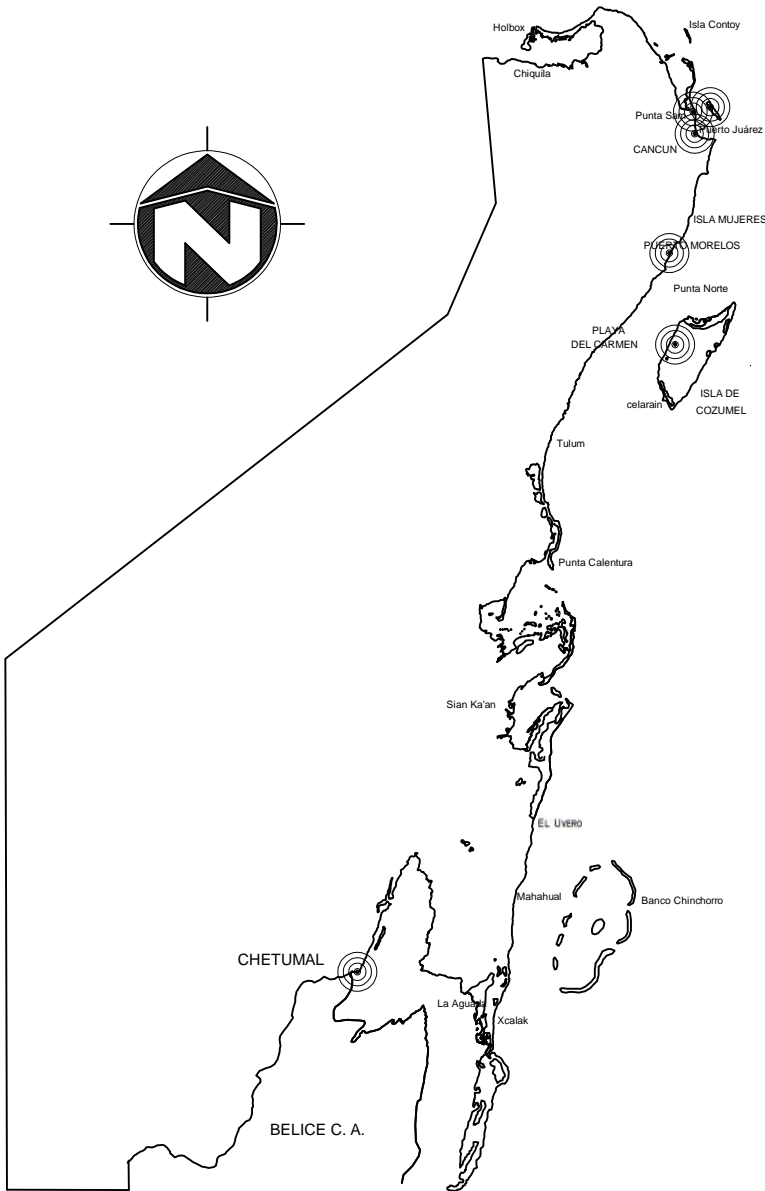 Holbox
Isla Contoy
Chiquila
Punta Sam
Puerto Juárez
CANCUN
ISLA MUJERES
PUERTO MORELOS
Punta Norte
PLAYA
DEL CARMEN
ISLA DE
COZUMEL
celarain
Tulum
Punta Calentura
Sian Ka'an
EL UVERO
Mahahual
Banco Chinchorro
CHETUMAL
La Aguada
Xcalak
BELICE C. A.
N